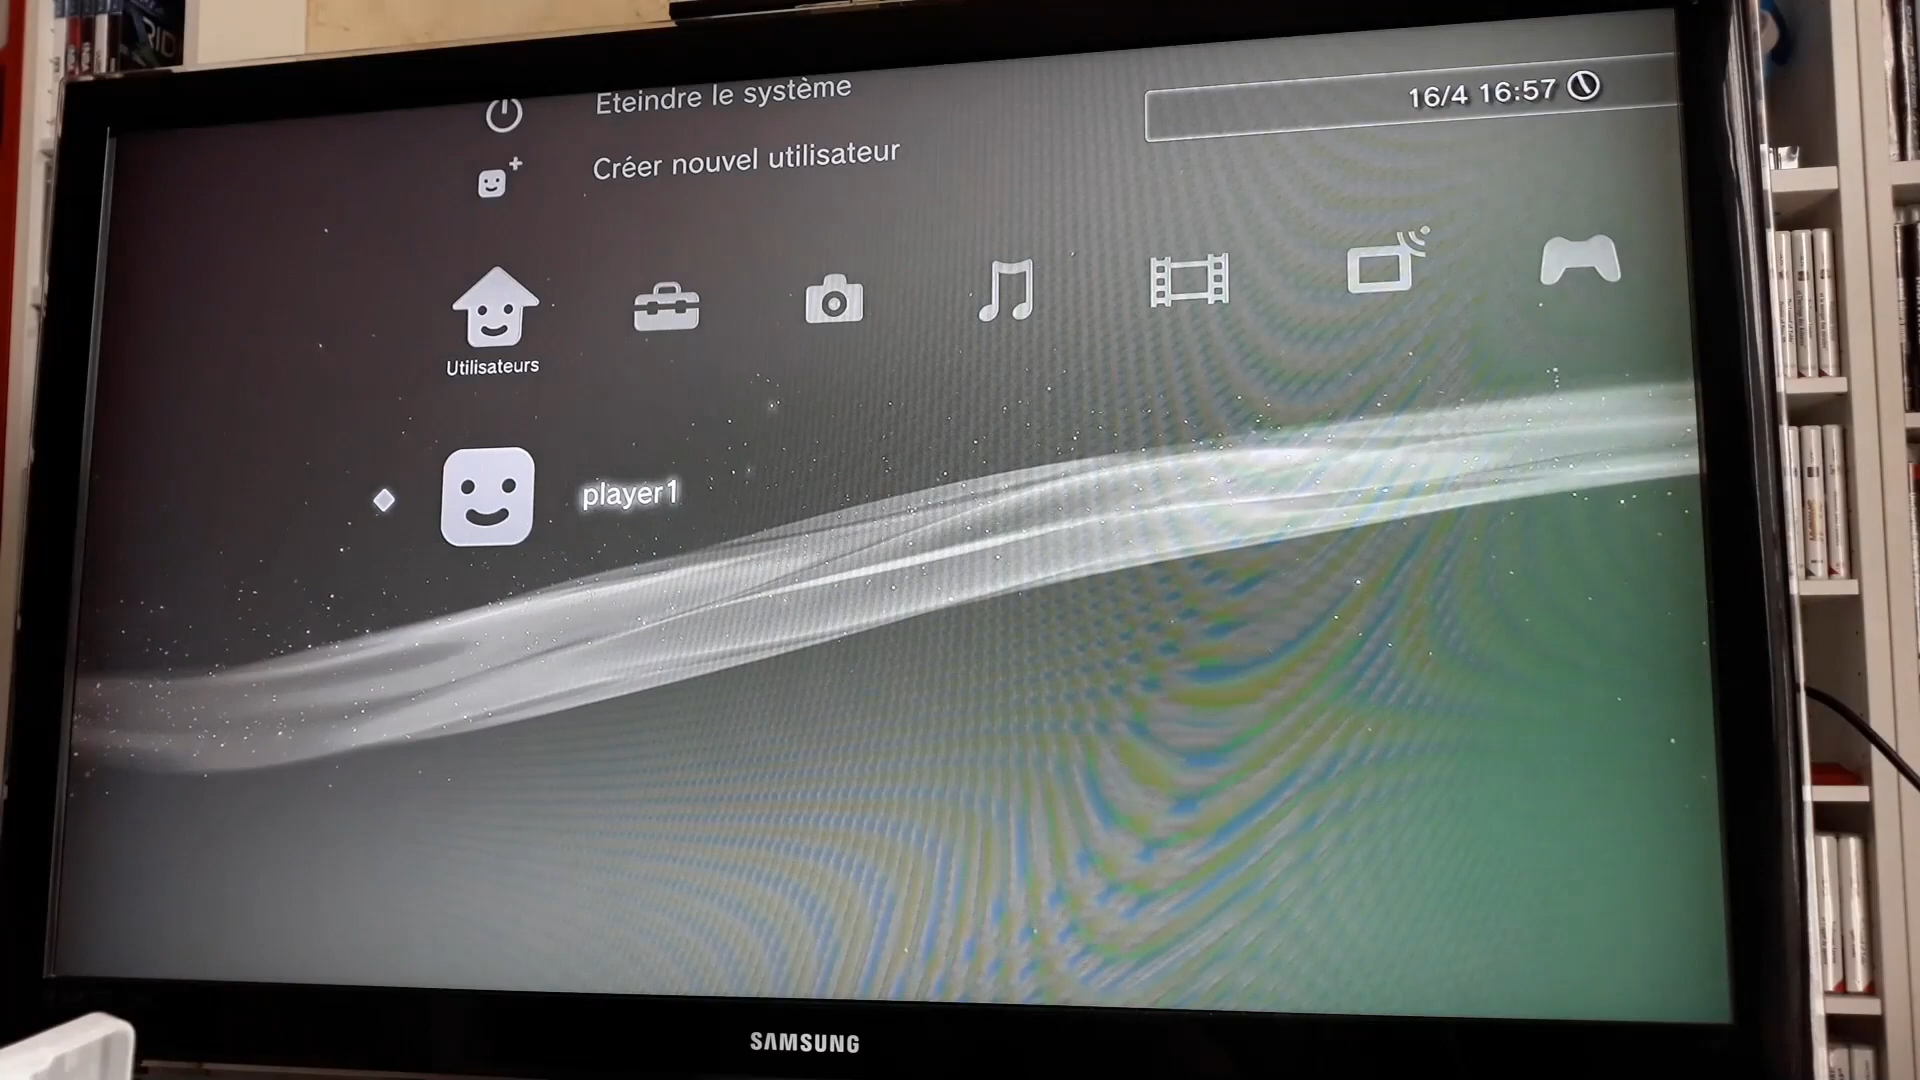 Eteindre le système
16/4 16:57
Créer nouvel utilisateur
Utilisateurs
player1
SAMSUNG